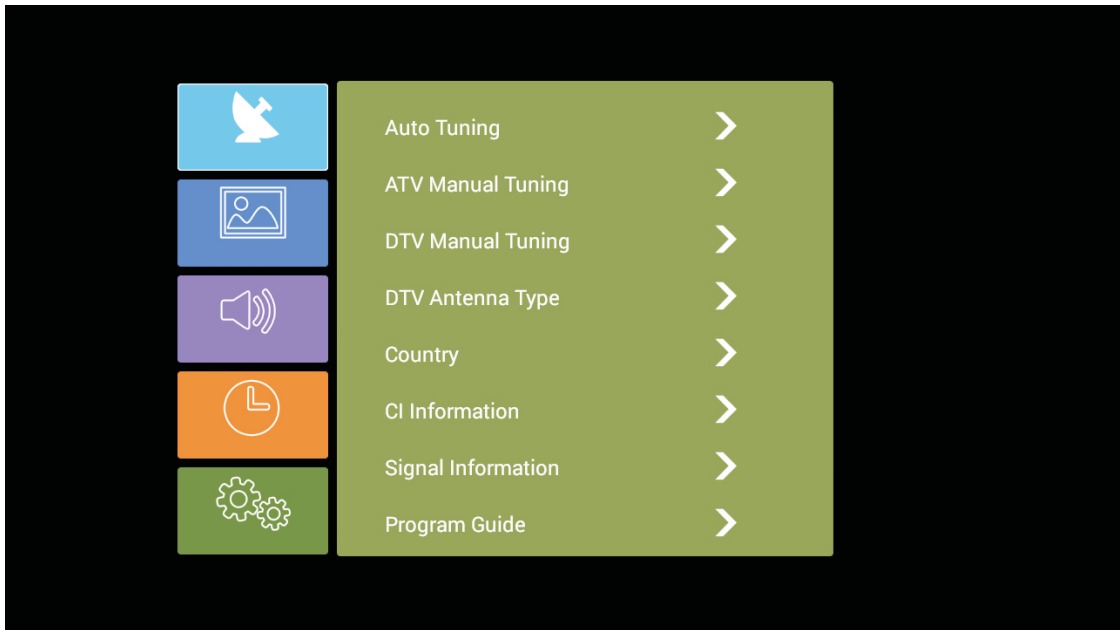 Auto Tuning
ATV Manual Tuning
DTV Manual Tuning
DTV Antenna Type
Country
CI Information
Signal Information
Program Guide